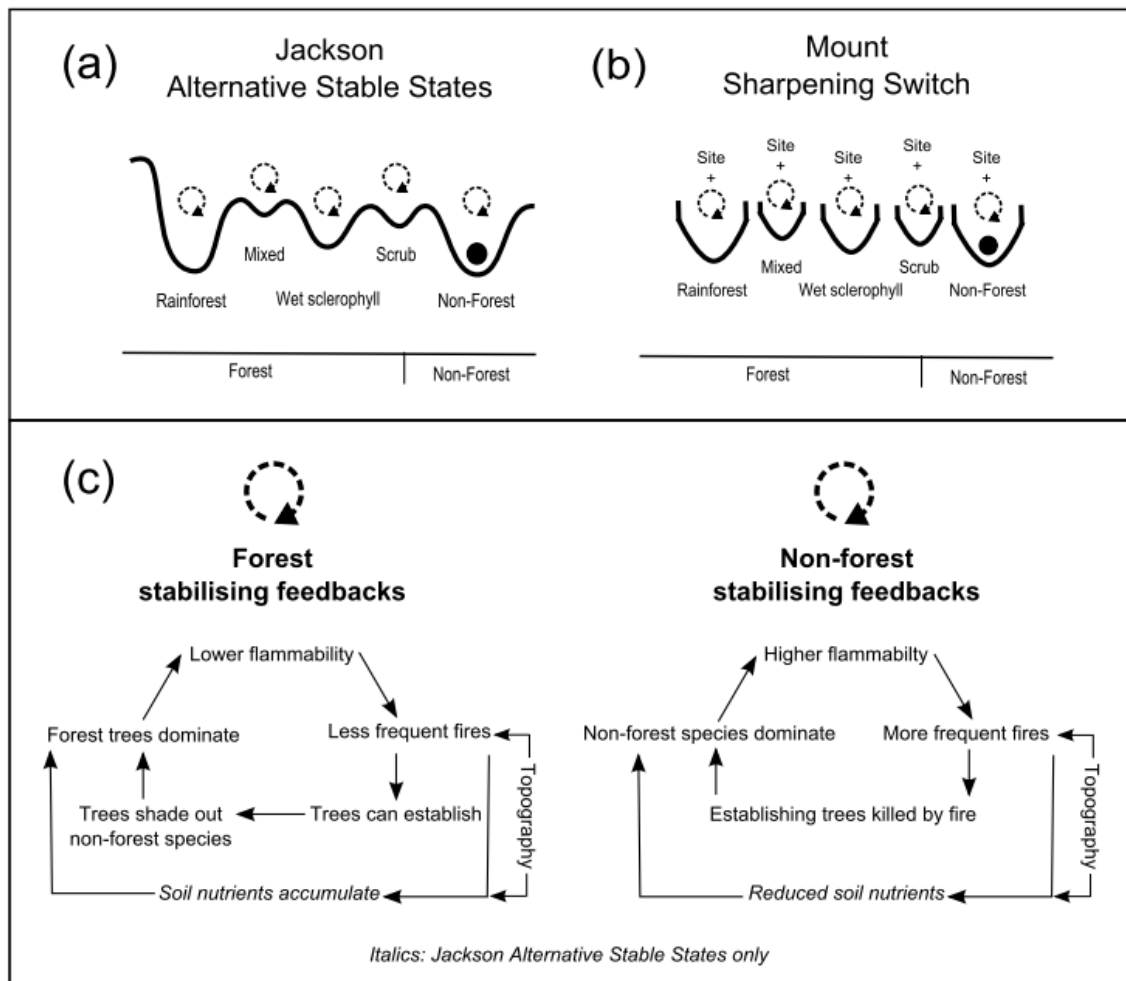 (a)
Jackson
Alternative Stable States
Mixed
Scrub
Rainforest
Wet sclerophyll
Non-Forest
Forest
Non-Forest
(b)
Mount
Sharpening Switch
Site
+
Site
+
Site
+
Site
+
Site
+
Mixed
Scrub
Rainforest
Wet sclerophyll
Non-Forest
Forest
Non-Forest
(c)
Forest
stabilising feedbacks
Lower flammability
Forest trees dominate
Less frequent fires
Trees shade out
non-forest species
Trees can establish
Topography
Soil nutrients accumulate
Non-forest
stabilising feedbacks
Higher flammabilty
Non-forest species dominate
More frequent fires
Establishing trees killed by fire
Topography
Reduced soil nutrients
Italics: Jackson Alternative Stable States only